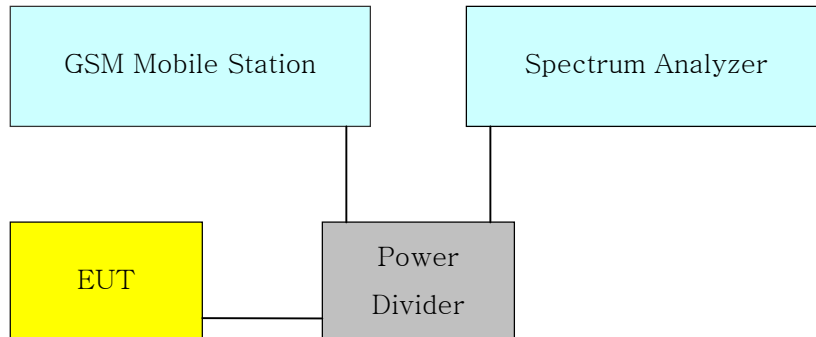 GSM Mobile Station
Spectrum Analyzer
EUT
Power
Divider